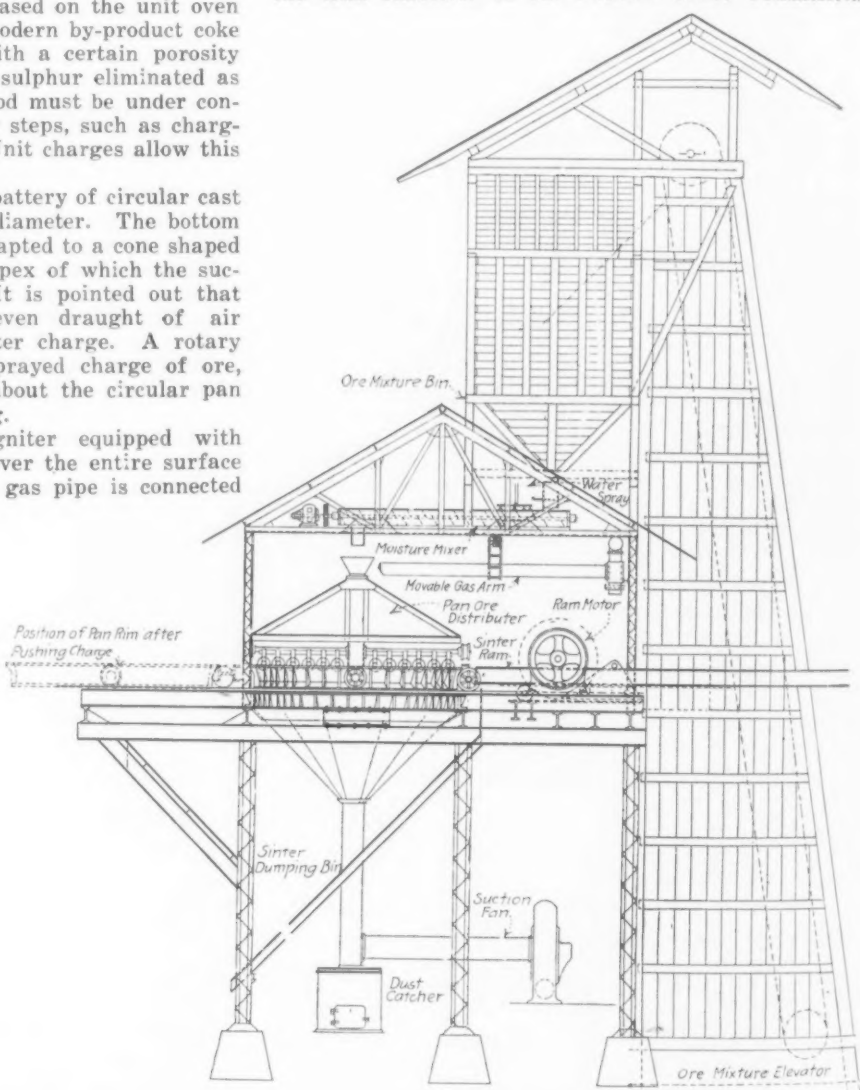 ased on the unit oven
odern by-product coke
ith a certain porosity
sulphur eliminated as
od must be under con-
steps, such as charg-
nit charges allow this
battery of circular cast
diameter. The bottom
apted to a cone shaped
pex of which the suc-
t is pointed out that
even draught of air
ter charge. A rotary
prayed charge of ore,
bout the circular pan
g.
gniter equipped with
ver the entire surface
gas pipe is connected
Ore Mixture Bin.
Water
Spray
Moisture Mixer
Movable Gas Arm
Pan Ore
Distributer
Ram Motor
Sinter
Ram
Position of Pan Rim after
Pushing Charge
Sinter
Dumping Bin
Suction
Fan.
Dust
Catcher
Ore Mixture Elevator